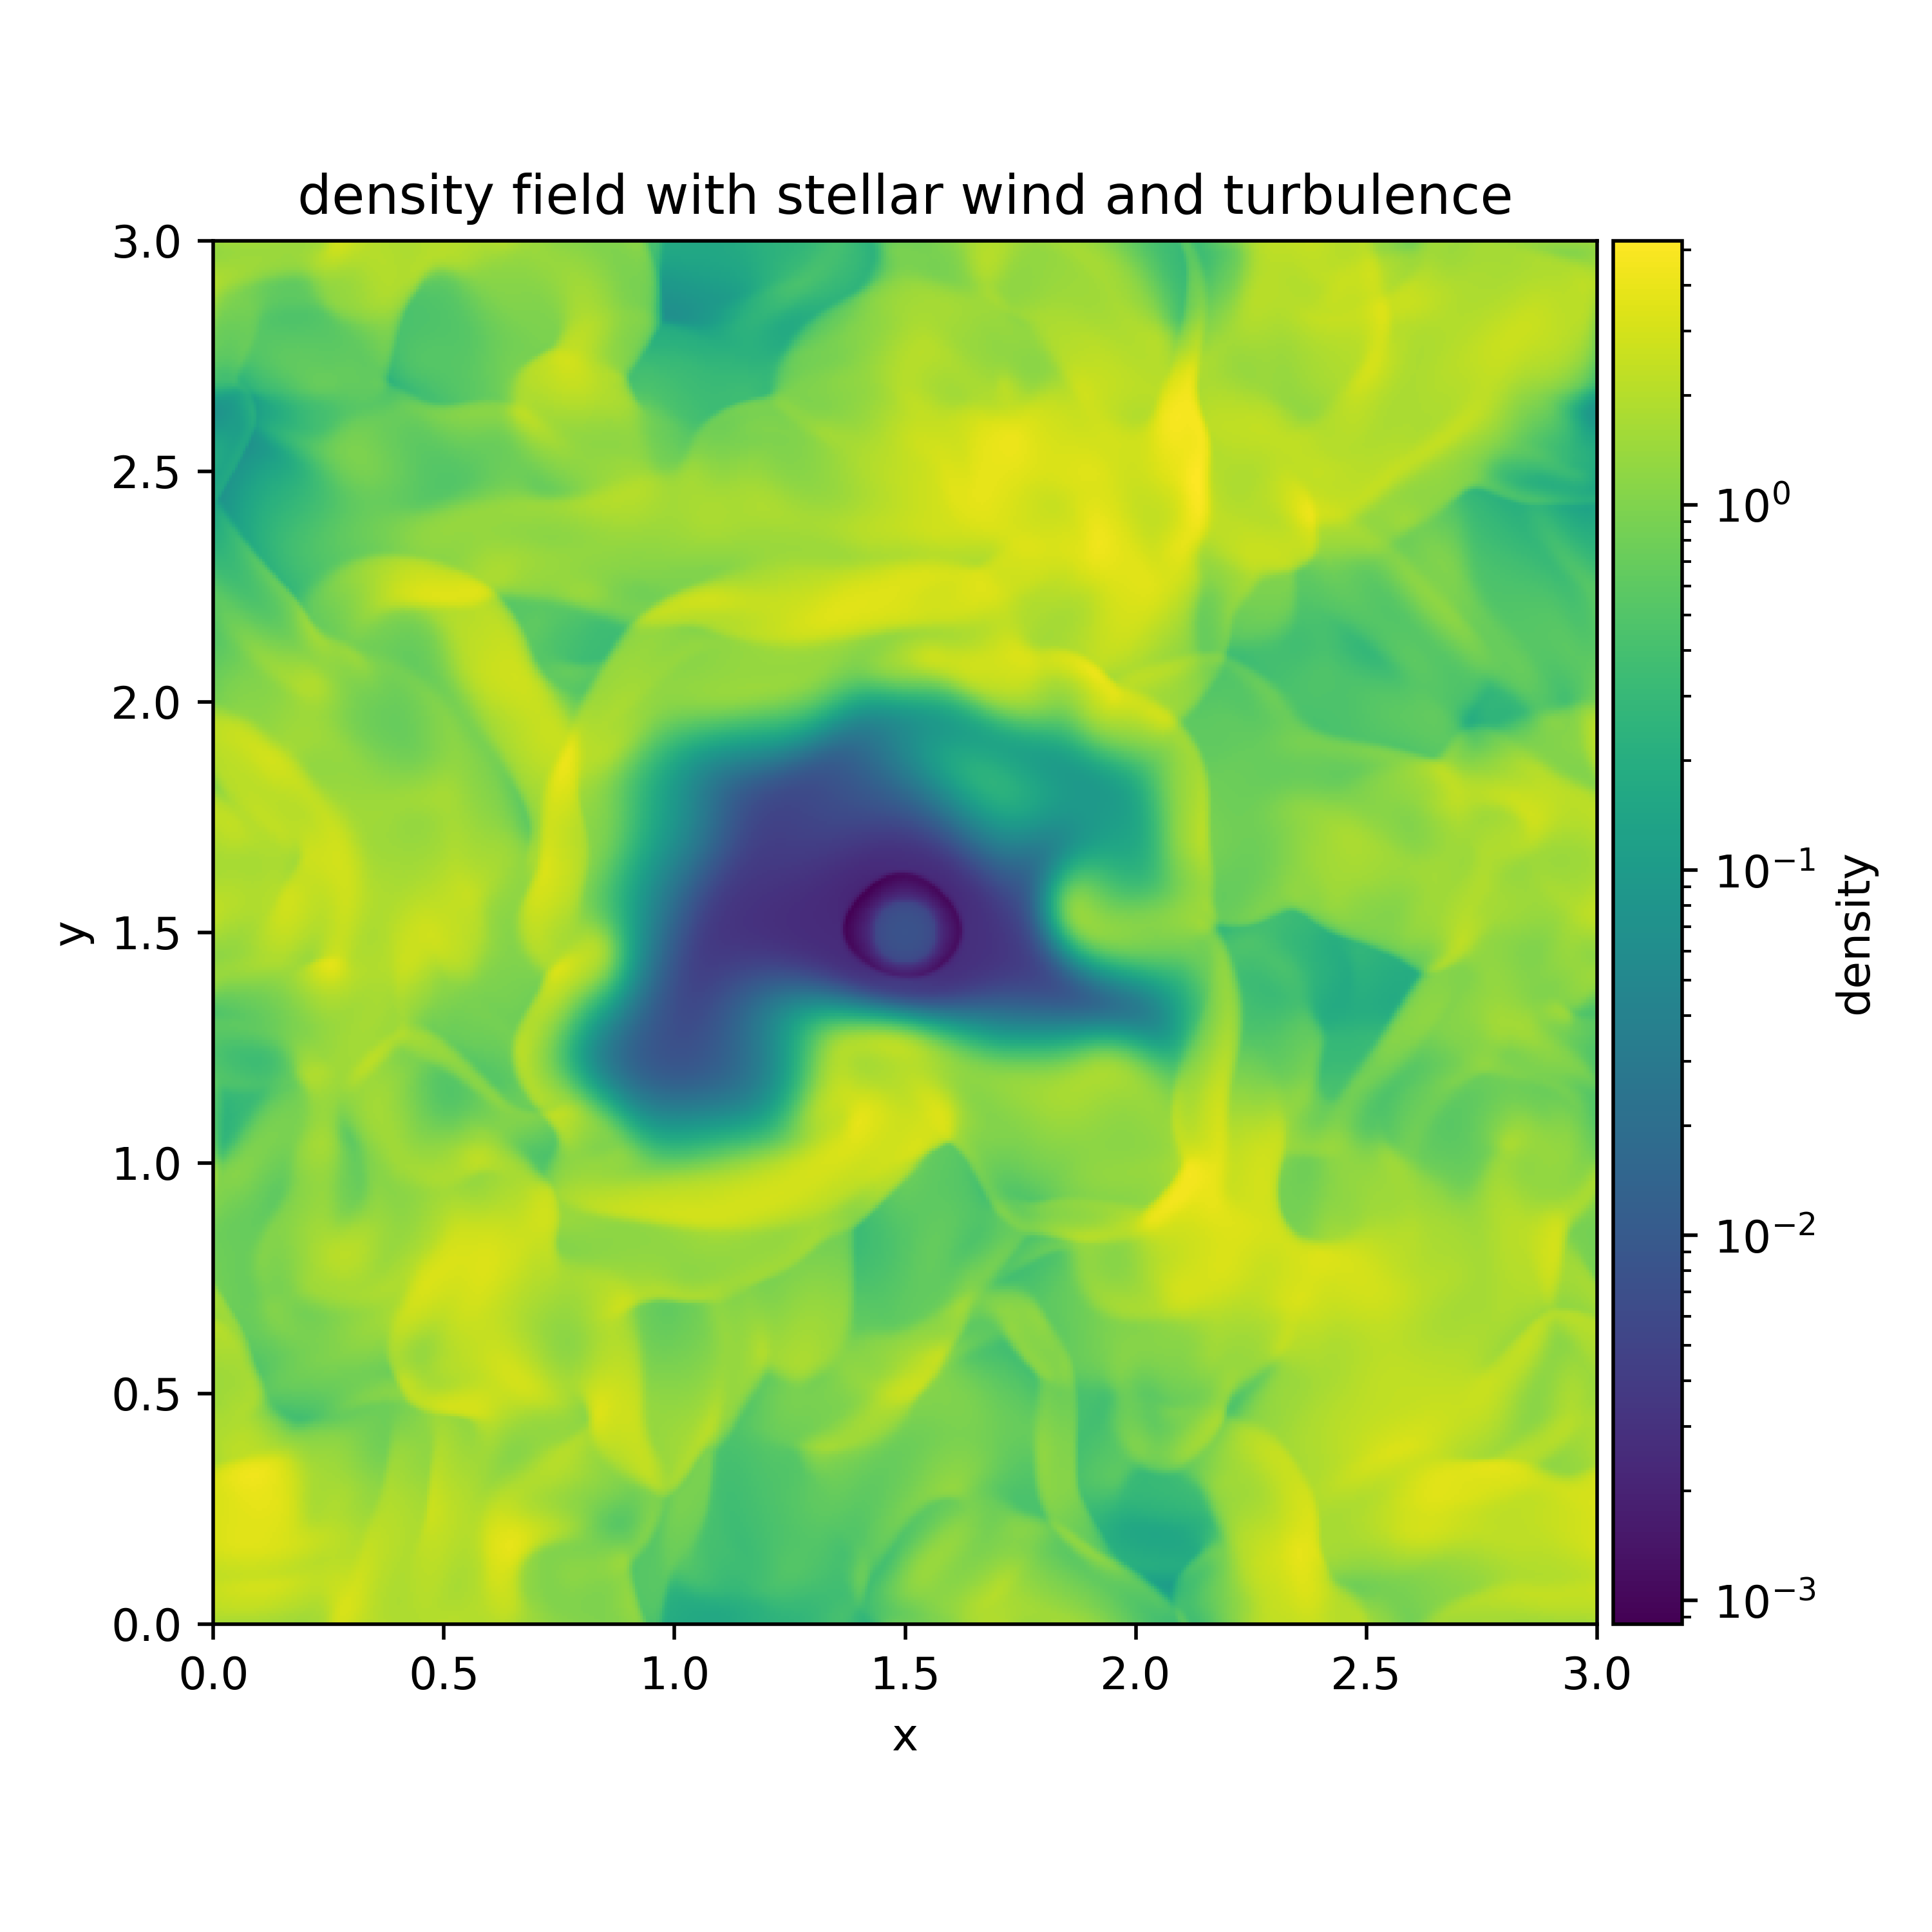 density field with stellar wind and turbulence
3.0
2.5
2.0
1.5
1.0
0.5
0.0
y
0.0 0.5 1.0 1.5 2.0 2.5 3.0
x
10⁰
10⁻¹
10⁻²
10⁻³
density